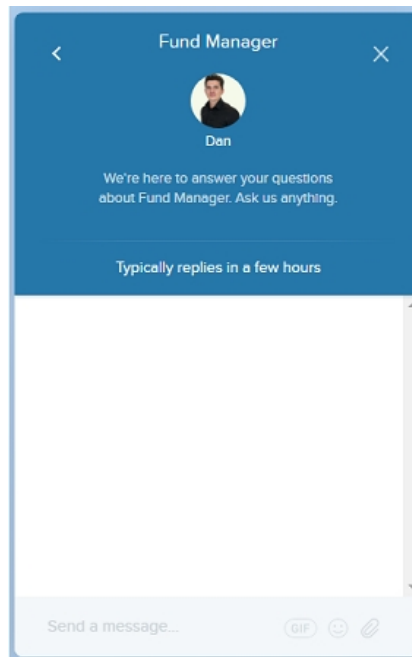 Fund Manager
Dan
We're here to answer your questions
about Fund Manager. Ask us anything.
Typically replies in a few hours
Send a message...
GIF